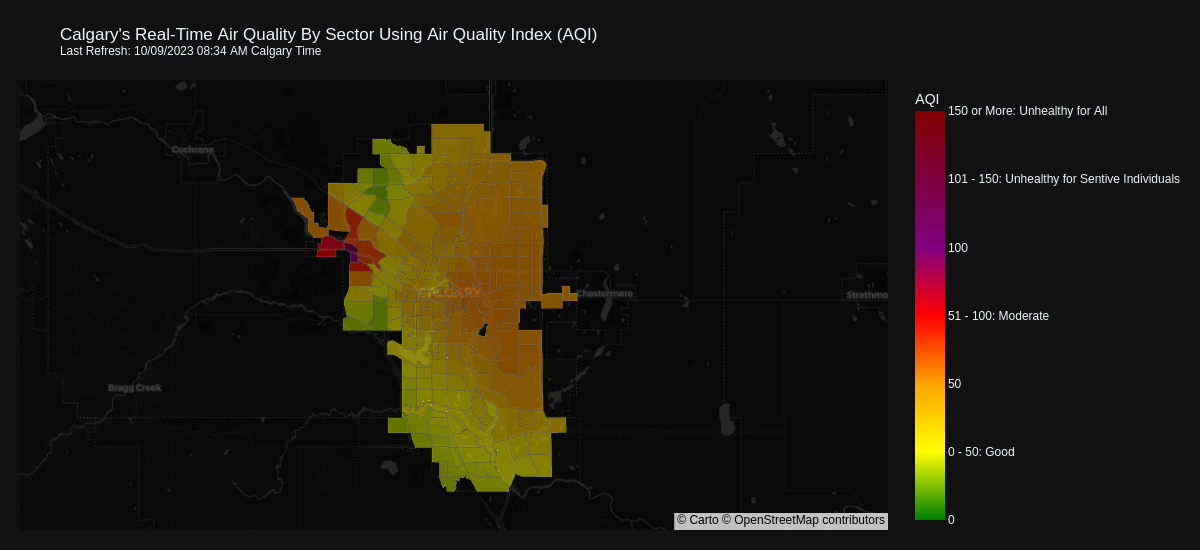 Calgary's Real-Time Air Quality By Sector Using Air Quality Index (AQI)
Last Refresh: 10/09/2023 08:34 AM Calgary Time
AQI
150 or More: Unhealthy for All
Cochrane
101 - 150: Unhealthy for Sentive Individuals
100
CALGARY
Chestermere
Strathmo
51 - 100: Moderate
50
Bragg Creek
0 - 50: Good
0
© Carto © OpenStreetMap contributors